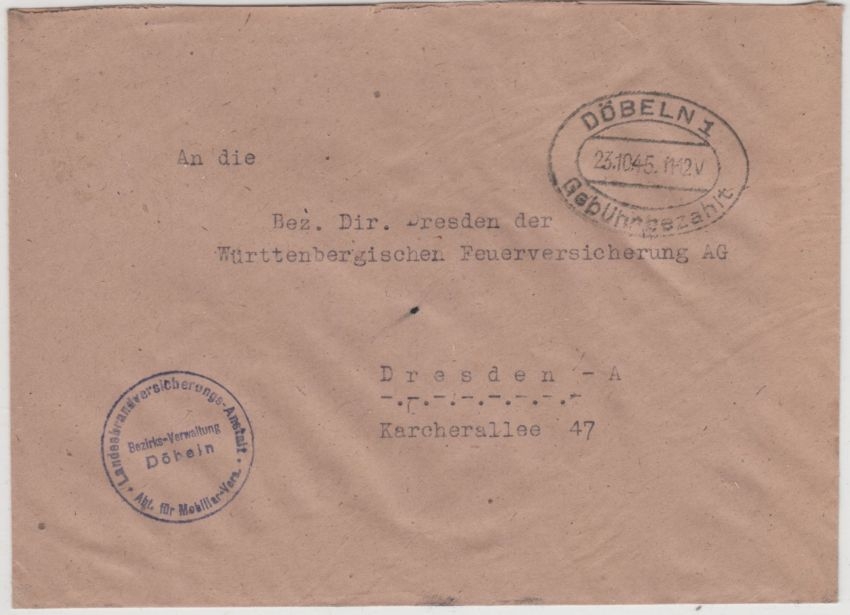 DÖBELN 1
23.10.45. 11-12V
Gebühr bezahlt
An die
Bez. Dir. Dresden der
Württenbergischen Feuerversicherung AG
Dresden - A
-.-.-.-.-.-.-.-
Karcherallee 47
Landesbrandversicherungs-Anstalt.
Bezirks-Verwaltung
Döbeln
Abt. für Mobiliar-Vers.